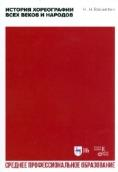 ИСТОРИЯ ХОРЕОГРАФИИ
ВСЕХ ВЕКОВ И НАРОДОВ
СРЕДНЕЕ ПРОФЕССИОНАЛЬНОЕ ОБРАЗОВАНИЕ